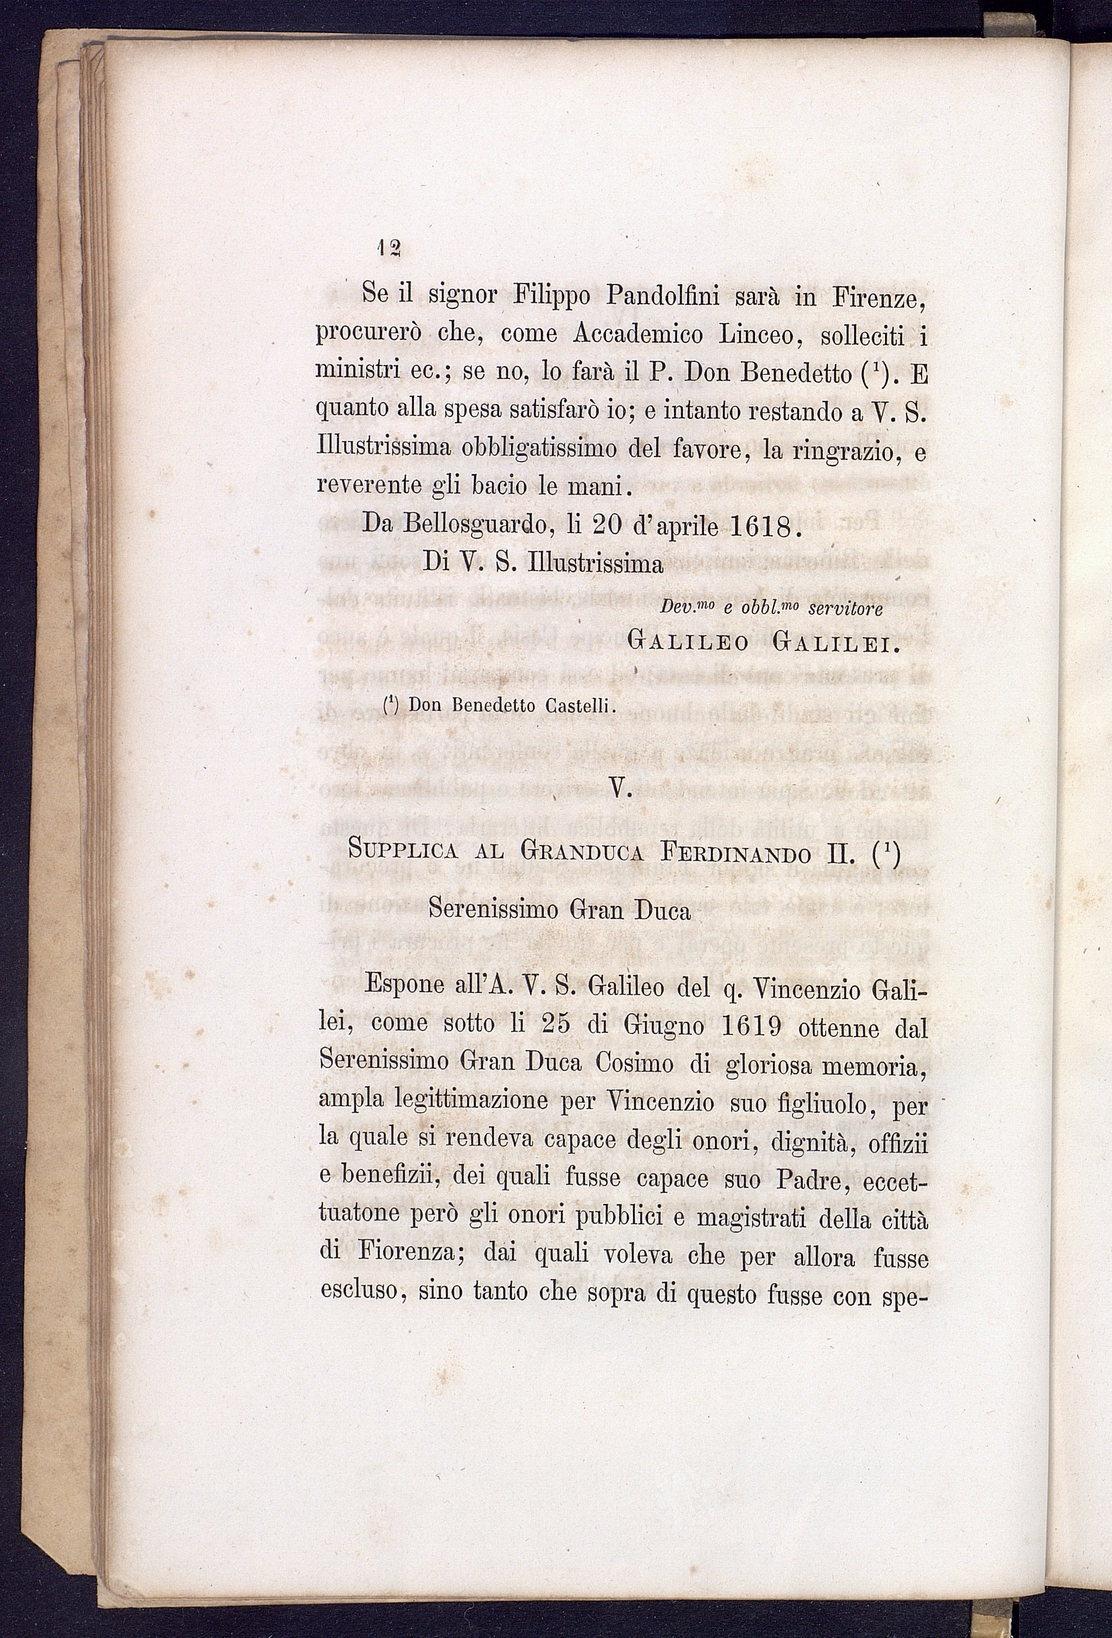 12
Se il signor Filippo Pandolfini sarà in Firenze,
procurerò che, come Accademico Linceo, solleciti i
ministri ec.; se no, lo farà il P. Don Benedetto (¹). E
quanto alla spesa satisfarò io; e intanto restando a V. S.
Illustrissima obbligatissimo del favore, la ringrazio, e
reverente gli bacio le mani.
Da Bellosguardo, li 20 d'aprile 1618.
Di V. S. Illustrissima
Dev.ᵐᵒ e obbl.ᵐᵒ servitore
GALILEO GALILEI.
(¹) Don Benedetto Castelli.
V.
SUPPLICA AL GRANDUCA FERDINANDO II. (¹)
Serenissimo Gran Duca
Espone all'A. V. S. Galileo del q. Vincenzio Gali-
lei, come sotto li 25 di Giugno 1619 ottenne dal
Serenissimo Gran Duca Cosimo di gloriosa memoria,
ampla legittimazione per Vincenzio suo figliuolo, per
la quale si rendeva capace degli onori, dignità, offizii
e benefizii, dei quali fusse capace suo Padre, eccet-
tuatone però gli onori pubblici e magistrati della città
di Fiorenza; dai quali voleva che per allora fusse
escluso, sino tanto che sopra di questo fusse con spe-